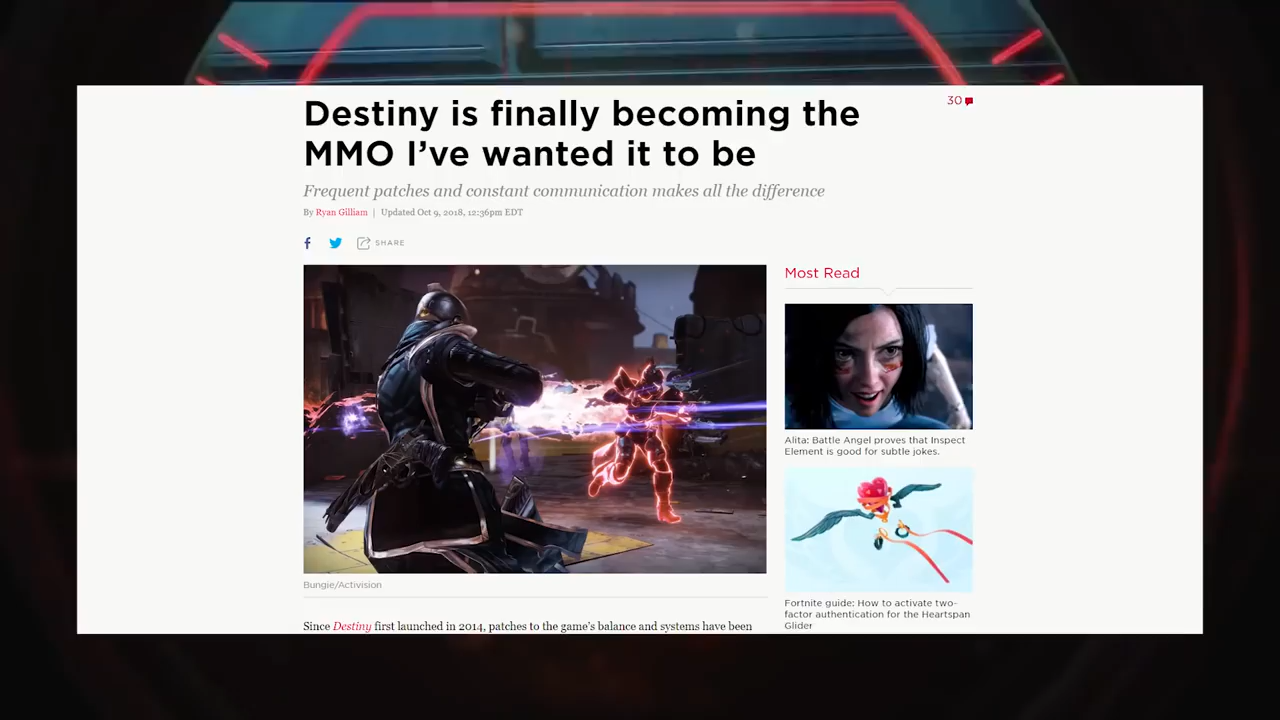 Destiny is finally becoming the
MMO I've wanted it to be
30
Frequent patches and constant communication makes all the difference
By Ryan Gilliam | Updated Oct 9, 2018, 12:36pm EDT
SHARE
Bungie/Activision
Since Destiny first launched in 2014, patches to the game's balance and systems have been
Most Read
Alita: Battle Angel proves that Inspect
Element is good for subtle jokes.
Fortnite guide: How to activate two-
factor authentication for the Heartspan
Glider